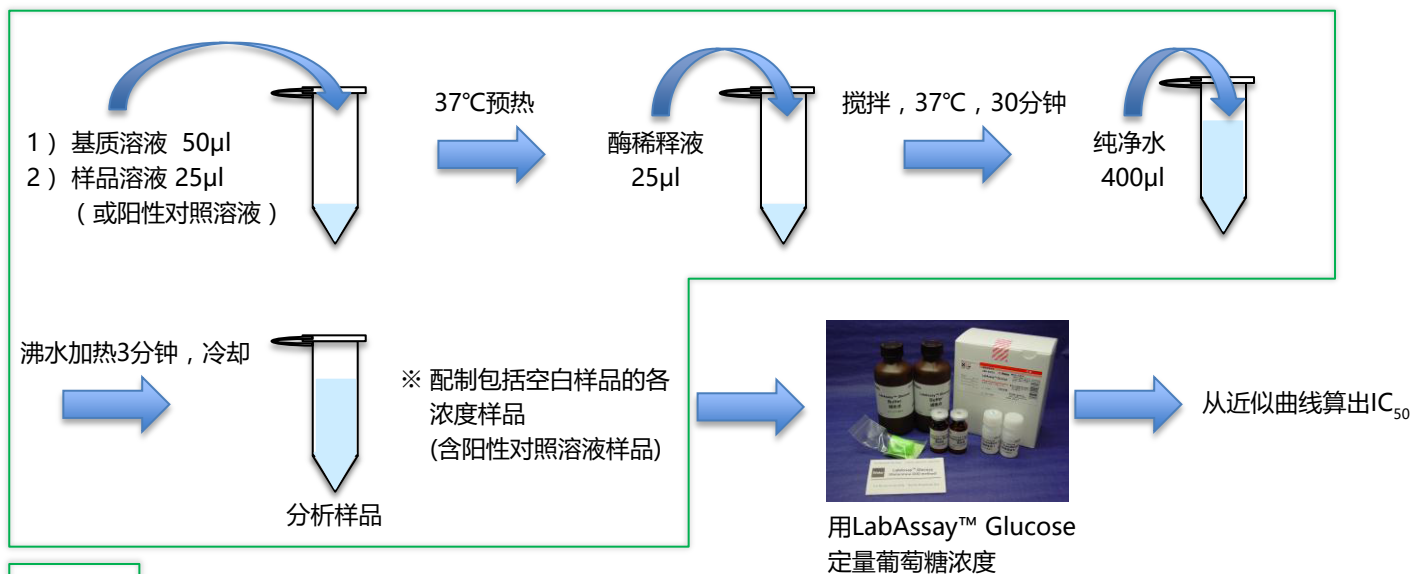 1）基质溶液 50μl
2）样品溶液 25μl
（或阳性对照溶液）
37℃预热
酶稀释液
25μl
搅拌，37℃，30分钟
纯净水
400μl
沸水加热3分钟，冷却
分析样品
※ 配制包括空白样品的各
浓度样品
(含阳性对照溶液样品)
LabAssay™ Glucose
用LabAssay™ Glucose
定量葡萄糖浓度
从近似曲线算出IC50